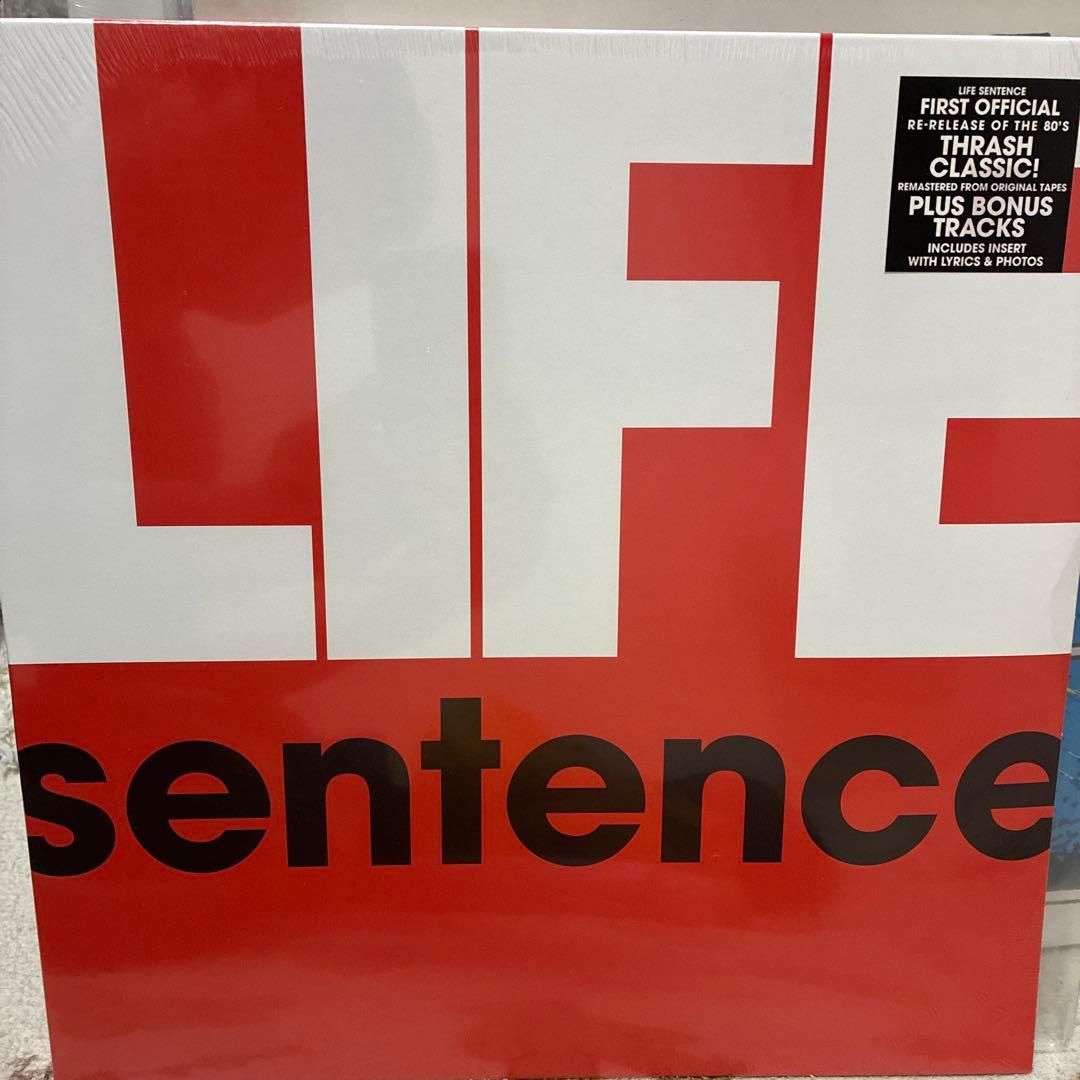 LIFE
LIFE SENTENCE
FIRST OFFICIAL
RE-RELEASE OF THE 80'S
THRASH
CLASSIC!
REMASTERED FROM ORIGINAL TAPES
PLUS BONUS
TRACKS
INCLUDES INSERT
WITH LYRICS & PHOTOS
sentence